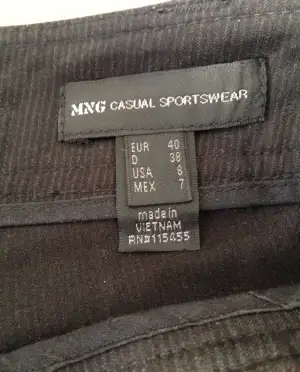 MNG CASUAL SPORTSWEAR
EUR 40
D 38
USA 8
MEX 7
made in
VIETNAM
RN#115455